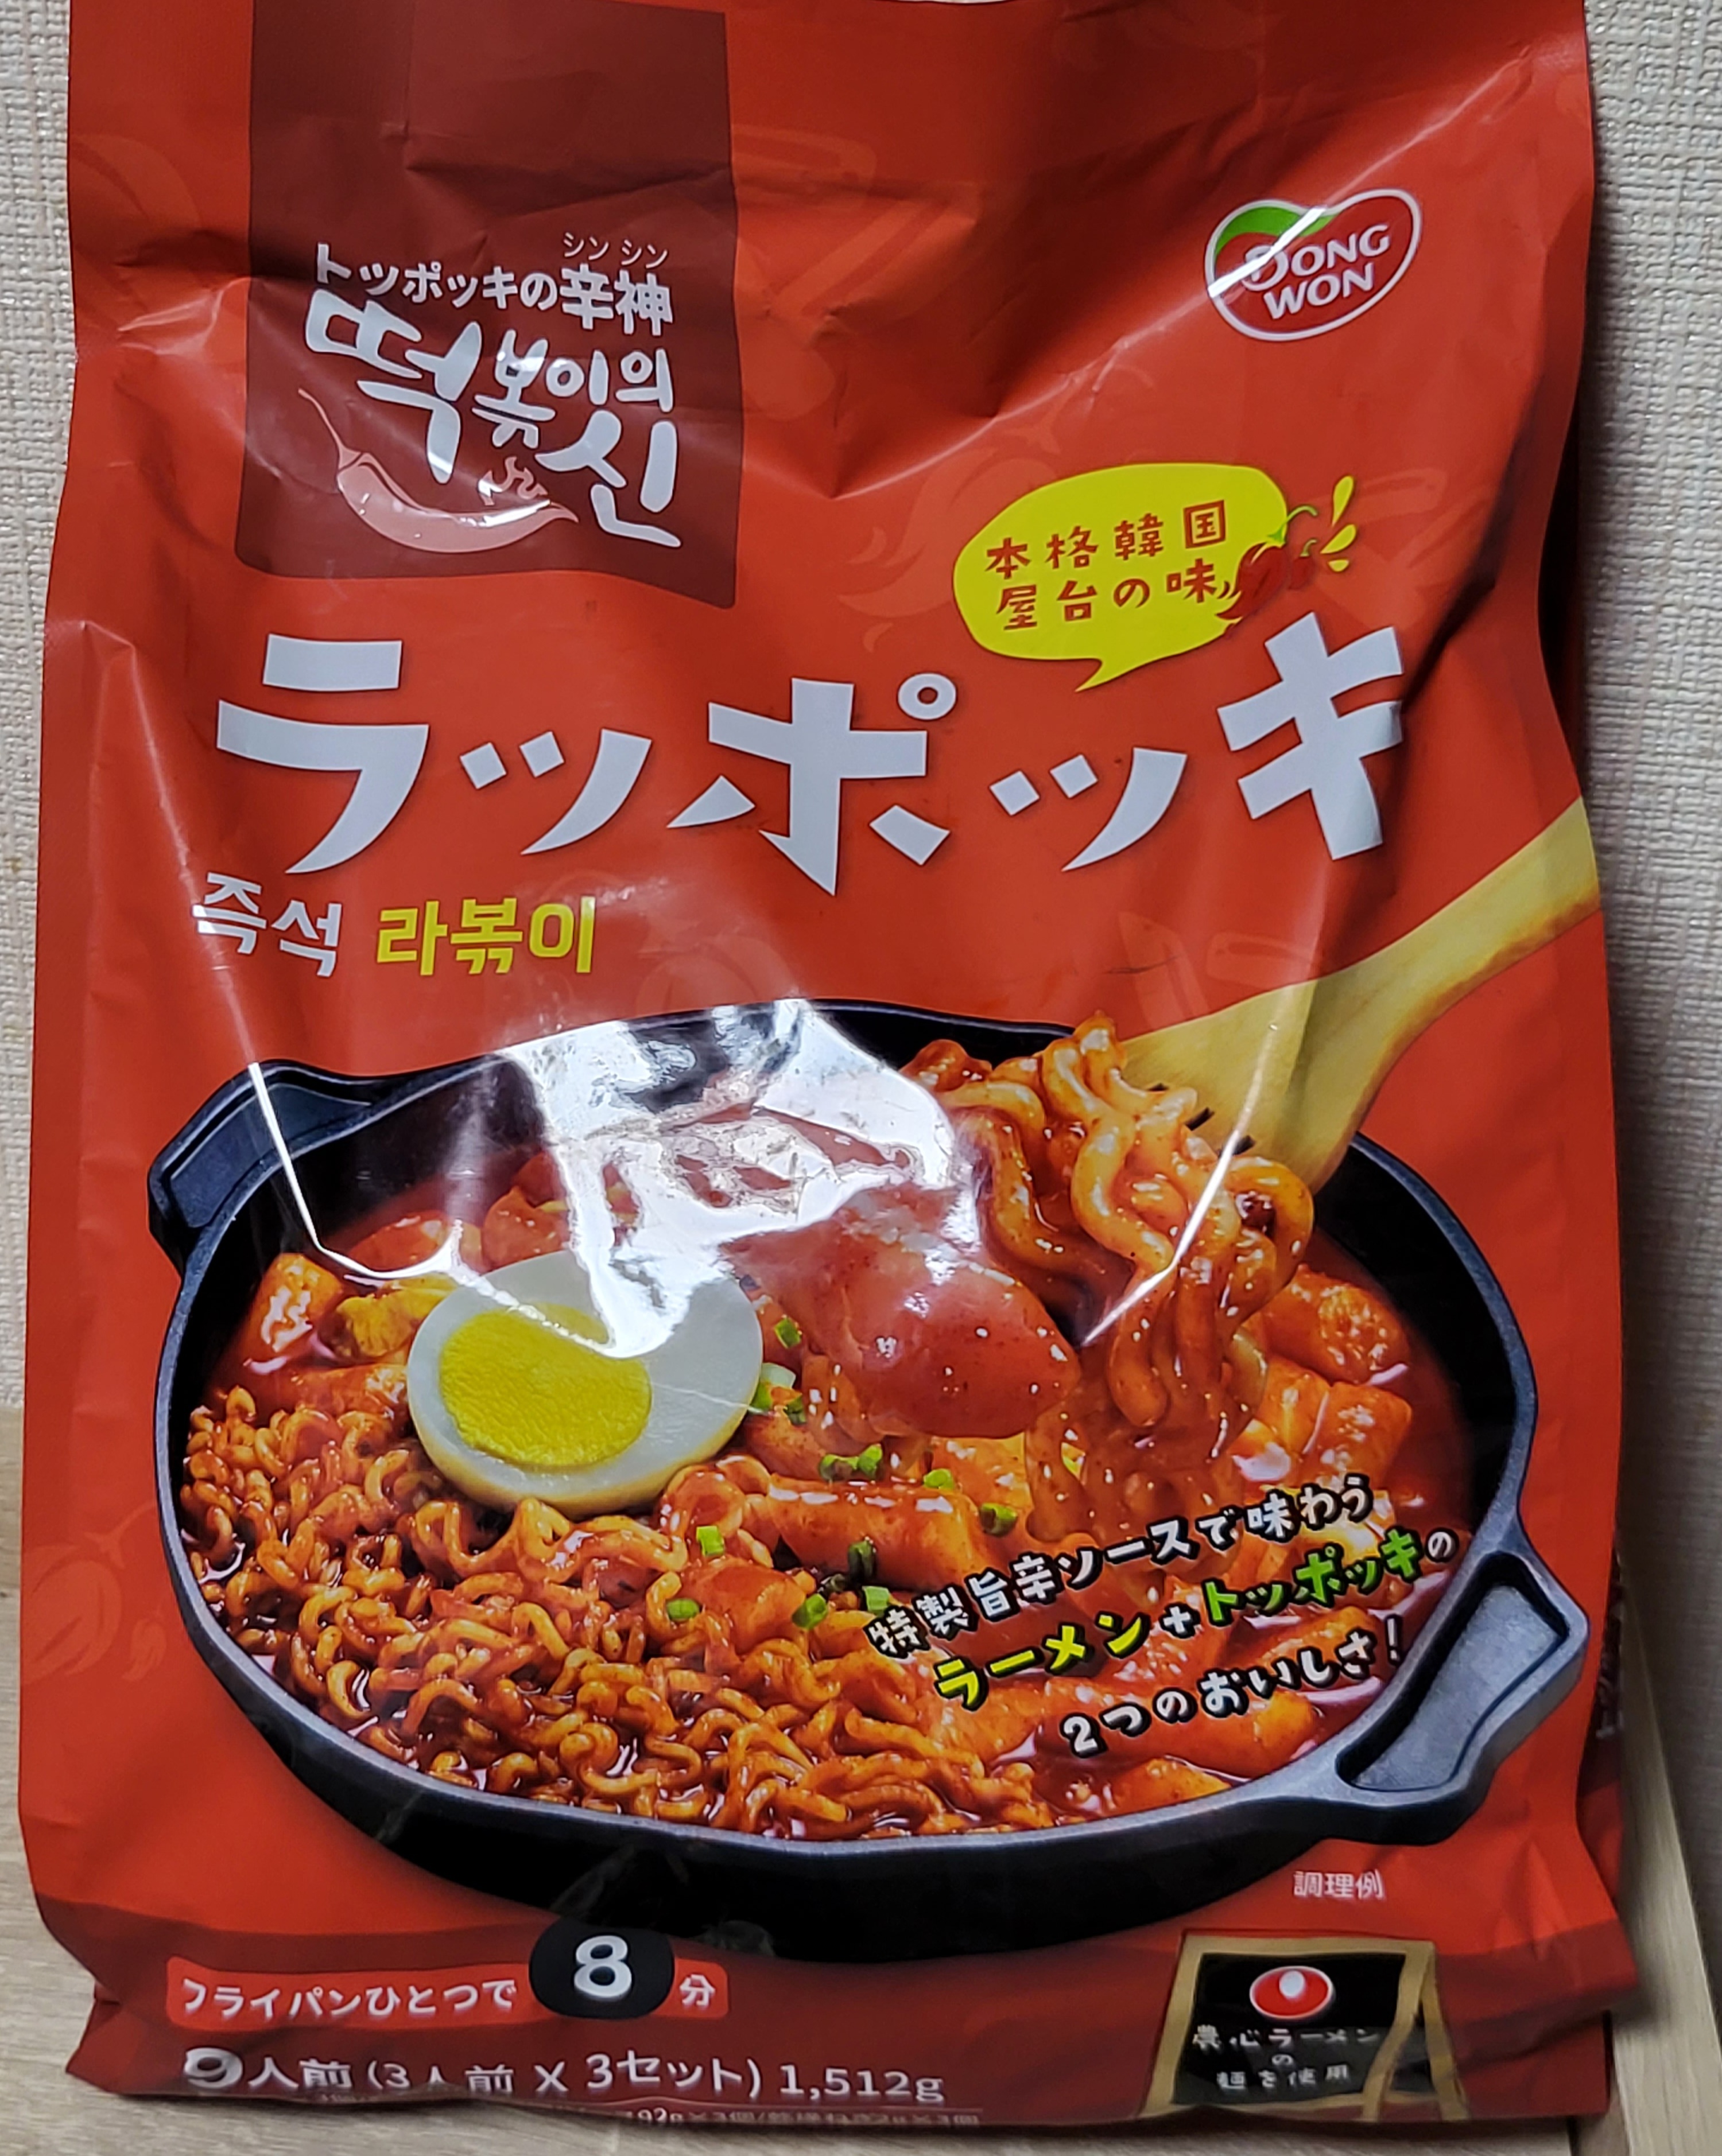 シンシン
トッポッキの辛神
떡볶이의
신
DONG
WON
本格韓国
屋台の味
ラッポッキ
즉석 라볶이
特製旨辛ソースで味わう
ラーメン+トッポッキの
2つのおいしさ!
調理例
フライパンひとつで 8 分
9人前(3人前 X 3セット) 1,512g
農心ラーメン
の
麺を使用